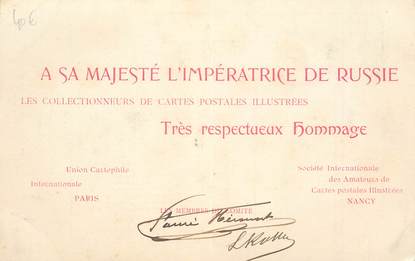 40€
A SA MAJESTÉ L'IMPÉRATRICE DE RUSSIE
LES COLLECTIONNEURS DE CARTES POSTALES ILLUSTRÉES
Très respectueux hommage
Union Cartophile
Internationale
PARIS
Société Internationale
des Amateurs de
Cartes postales Illustrées
NANCY
LES MEMBRES DU COMITÉ